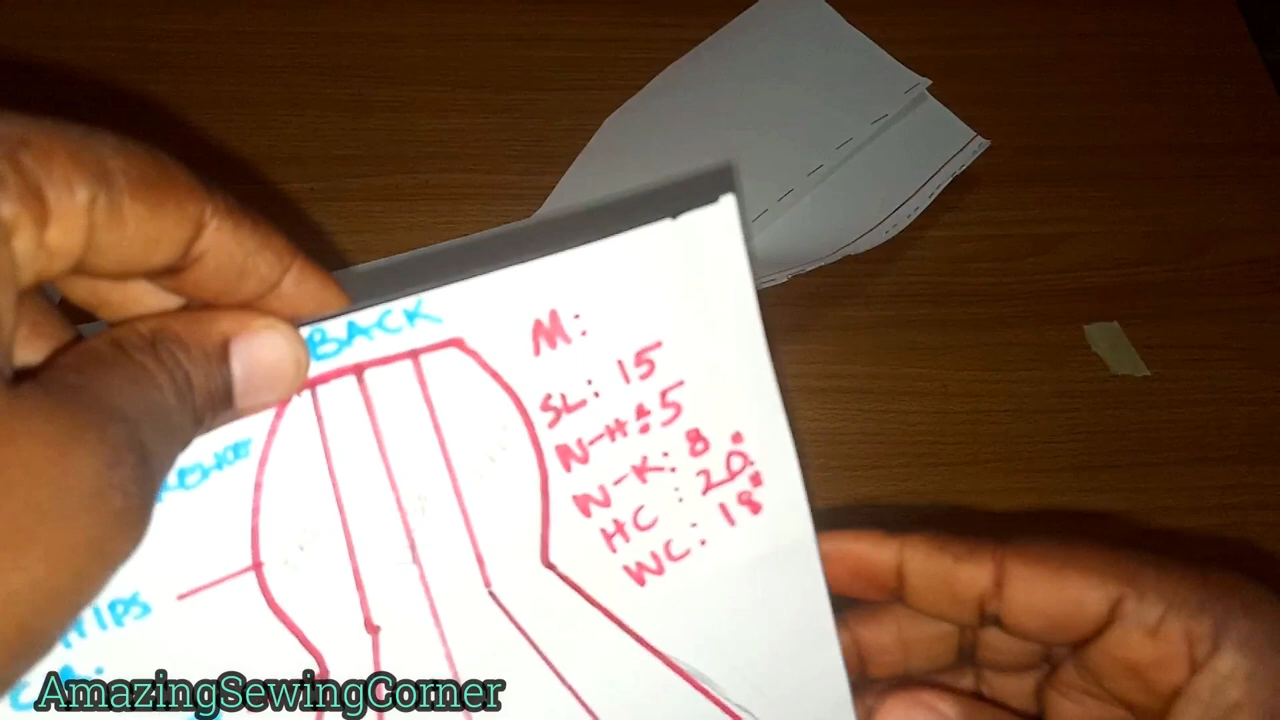 BACK
M:
SL: 15
N-H: 5
N-K: 8
HC: 20
WC: 18
AmazingSewingCorner